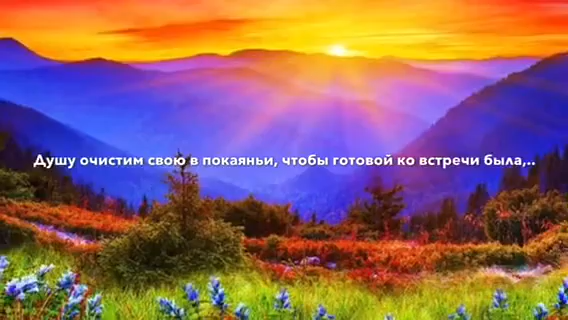 Душу очистим свою в покаяньи, чтобы готовой ко встречи была,..